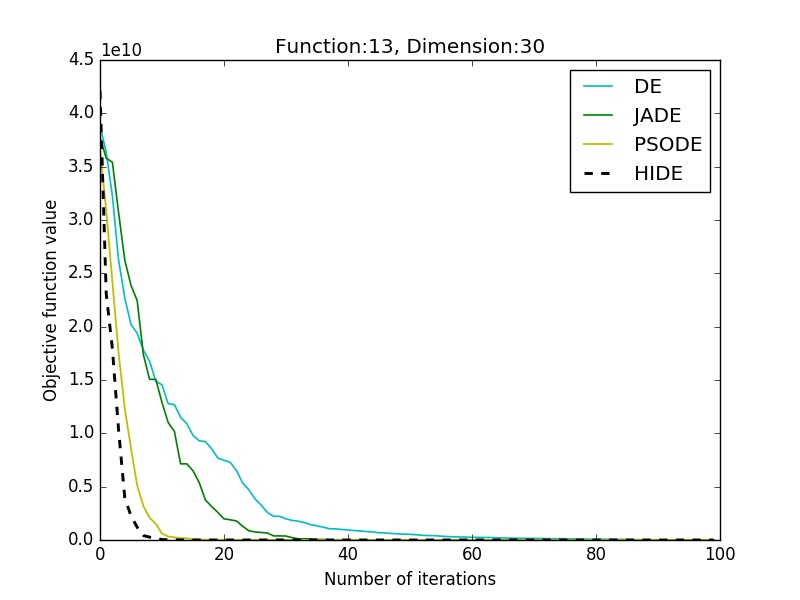 Function:13, Dimension:30
1e10
4.5
4.0
3.5
3.0
2.5
2.0
1.5
1.0
0.5
0.0
Objective function value
DE
JADE
PSODE
HIDE
0 20 40 60 80 100
Number of iterations